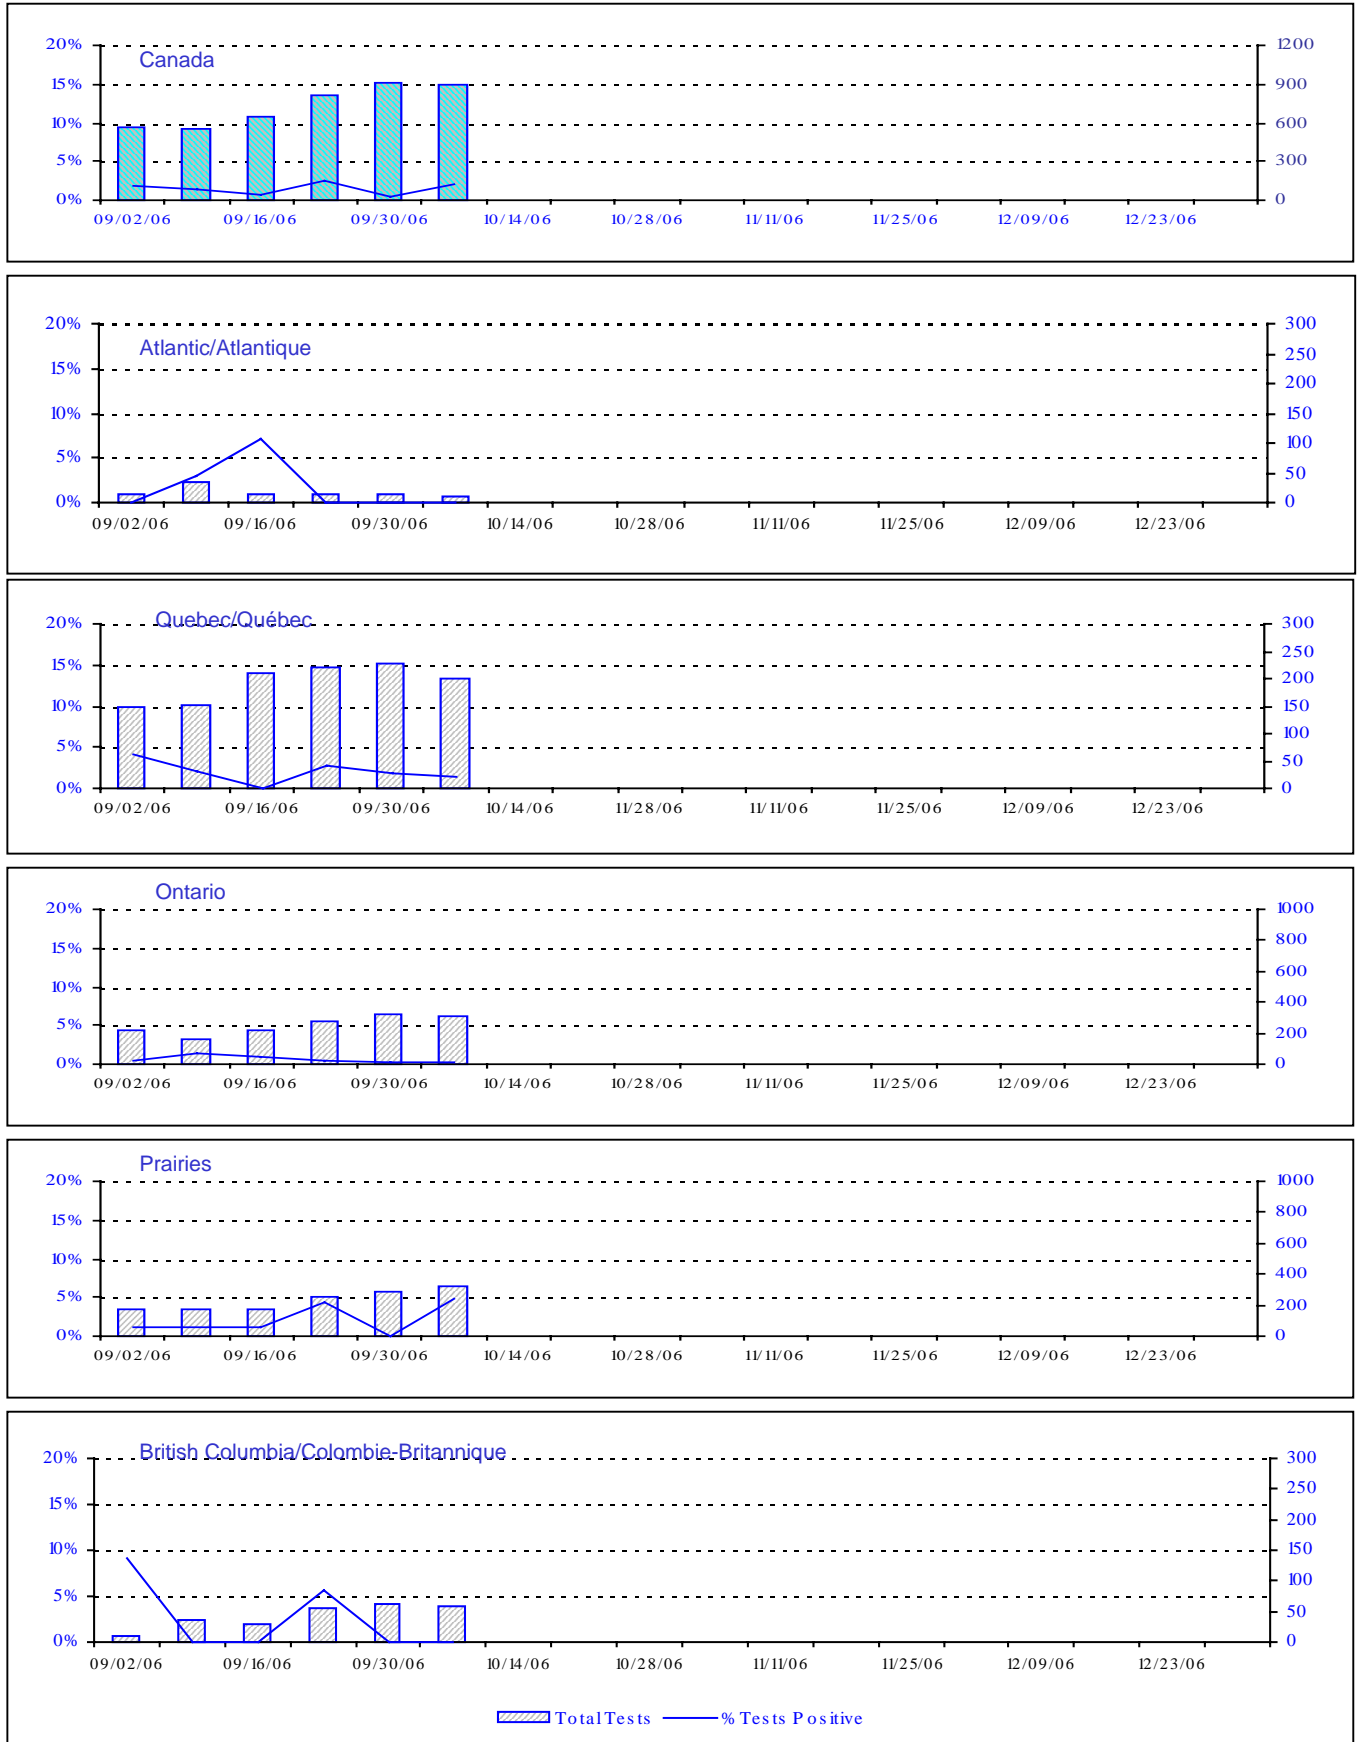 Canada
20% 1200
15% 900
10% 600
5% 300
0% 0
09/02/06 09/16/06 09/30/06 10/14/06 10/28/06 11/11/06 11/25/06 12/09/06 12/23/06
Atlantic/Atlantique
20% 300
250
15% 200
10% 150
100
5% 50
0% 0
09/02/06 09/16/06 09/30/06 10/14/06 10/28/06 11/11/06 11/25/06 12/09/06 12/23/06
Quebec/Québec
20% 300
250
15% 200
10% 150
100
5% 50
0% 0
09/02/06 09/16/06 09/30/06 10/14/06 11/28/06 11/11/06 11/25/06 12/09/06 12/23/06
Ontario
20% 1000
800
15% 600
10% 400
5% 200
0% 0
09/02/06 09/16/06 09/30/06 10/14/06 10/28/06 11/11/06 11/25/06 12/09/06 12/23/06
Prairies
20% 1000
800
15% 600
10% 400
5% 200
0% 0
09/02/06 09/16/06 09/30/06 10/14/06 10/28/06 11/11/06 11/25/06 12/09/06 12/23/06
British Columbia/Colombie-Britannique
20% 300
250
15% 200
10% 150
100
5% 50
0% 0
09/02/06 09/16/06 09/30/06 10/14/06 10/28/06 11/11/06 11/25/06 12/09/06 12/23/06
Total Tests % Tests Positive